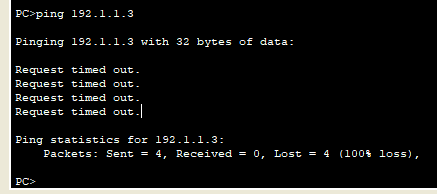 PC>ping 192.1.1.3
Pinging 192.1.1.3 with 32 bytes of data:
Request timed out.
Request timed out.
Request timed out.
Request timed out.
Ping statistics for 192.1.1.3:
Packets: Sent = 4, Received = 0, Lost = 4 (100% loss),
PC>